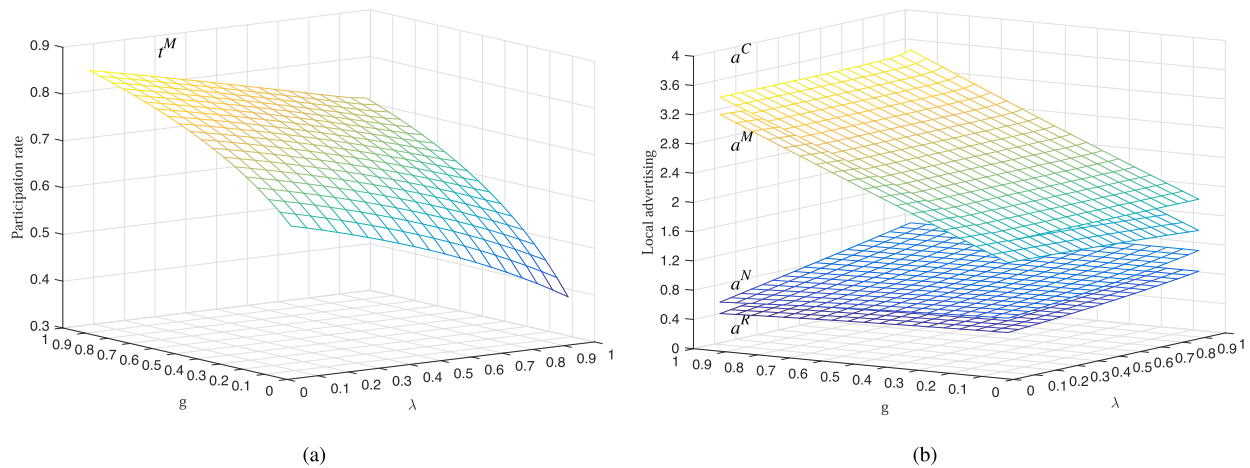 t^M
0.9
0.8
0.7
0.6
0.5
0.4
0.3
Participation rate
1 0.9 0.8 0.7 0.6 0.5 0.4 0.3 0.2 0.1 0
g
0 0.1 0.2 0.3 0.4 0.5 0.6 0.7 0.8 0.9 1
λ
(a)
a^C
a^M
a^N
a^R
4
3.6
3.2
2.8
2.4
2
1.6
1.2
0.8
0.4
0
Local advertising
1 0.9 0.8 0.7 0.6 0.5 0.4 0.3 0.2 0.1 0
g
0 0.1 0.2 0.3 0.4 0.5 0.6 0.7 0.8 0.9 1
λ
(b)